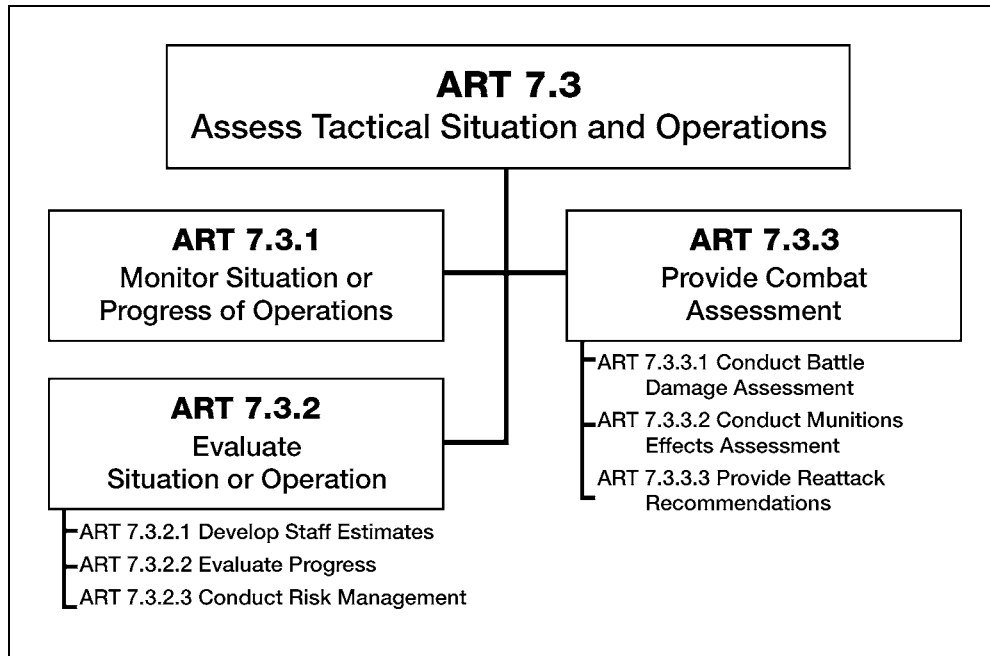 ART 7.3
Assess Tactical Situation and Operations
ART 7.3.1
Monitor Situation or
Progress of Operations
ART 7.3.2
Evaluate
Situation or Operation
ART 7.3.2.1 Develop Staff Estimates
ART 7.3.2.2 Evaluate Progress
ART 7.3.2.3 Conduct Risk Management
ART 7.3.3
Provide Combat
Assessment
ART 7.3.3.1 Conduct Battle
Damage Assessment
ART 7.3.3.2 Conduct Munitions
Effects Assessment
ART 7.3.3.3 Provide Reattack
Recommendations